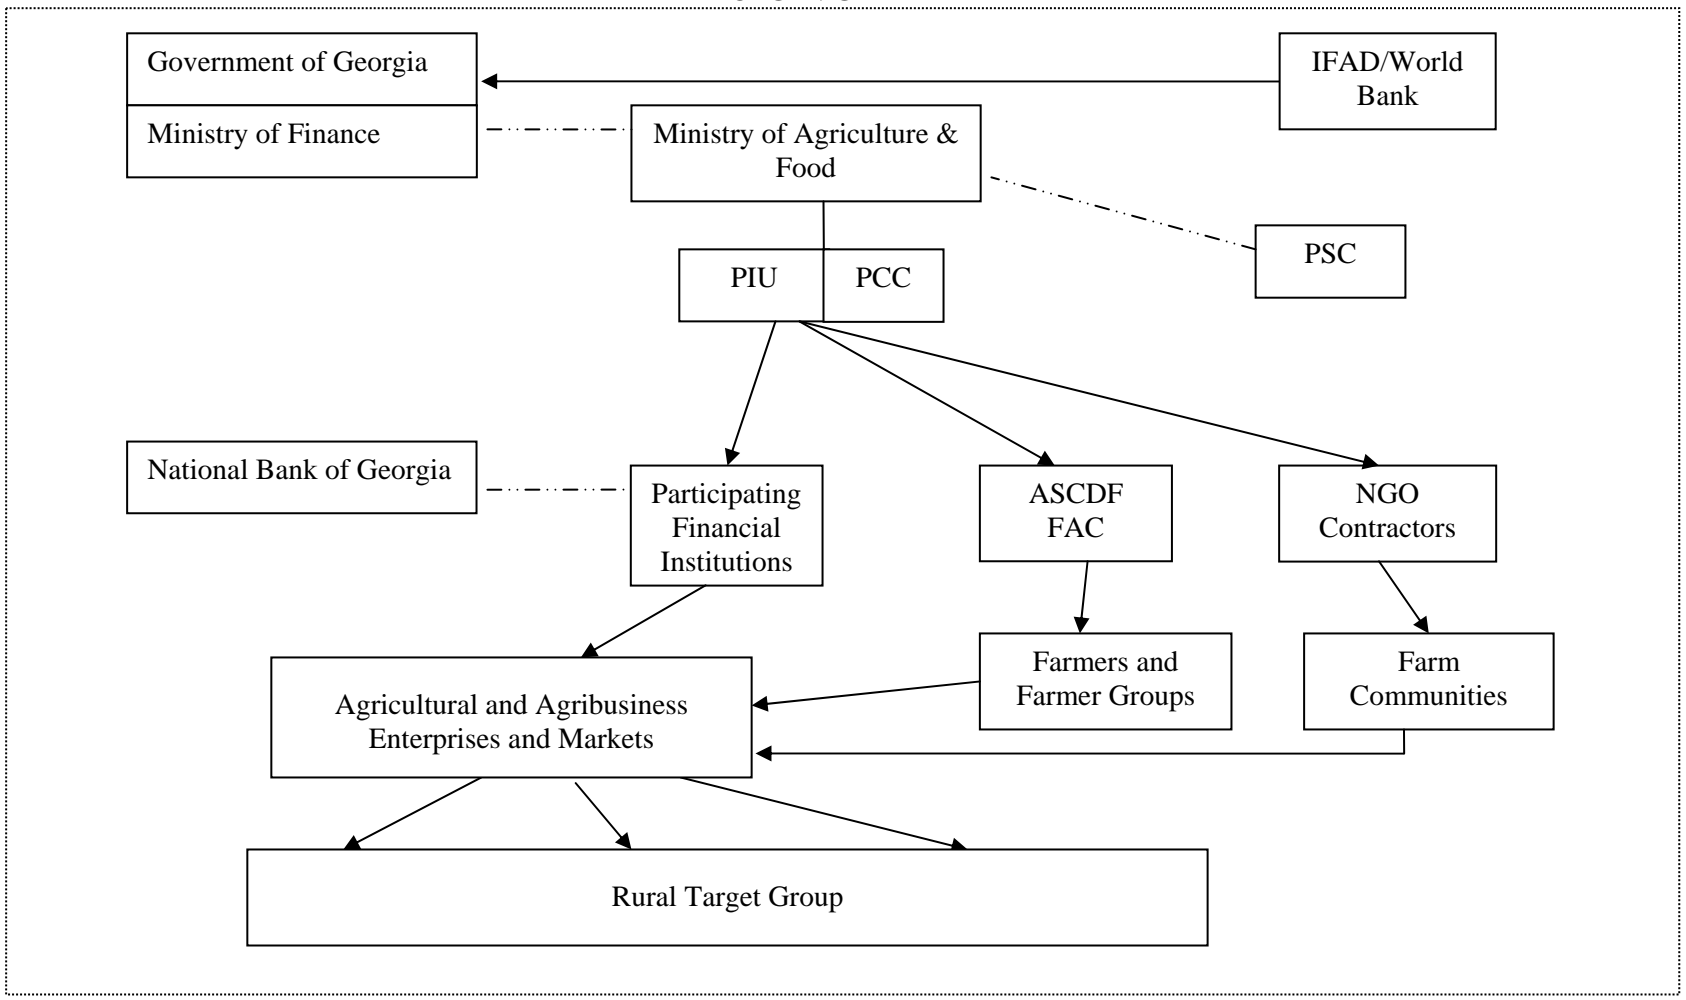 Government of Georgia
IFAD/World
Bank
Ministry of Finance
Ministry of Agriculture &
Food
PSC
PIU
PCC
National Bank of Georgia
Participating
Financial
Institutions
ASCDF
FAC
NGO
Contractors
Farmers and
Farmer Groups
Farm
Communities
Agricultural and Agribusiness
Enterprises and Markets
Rural Target Group